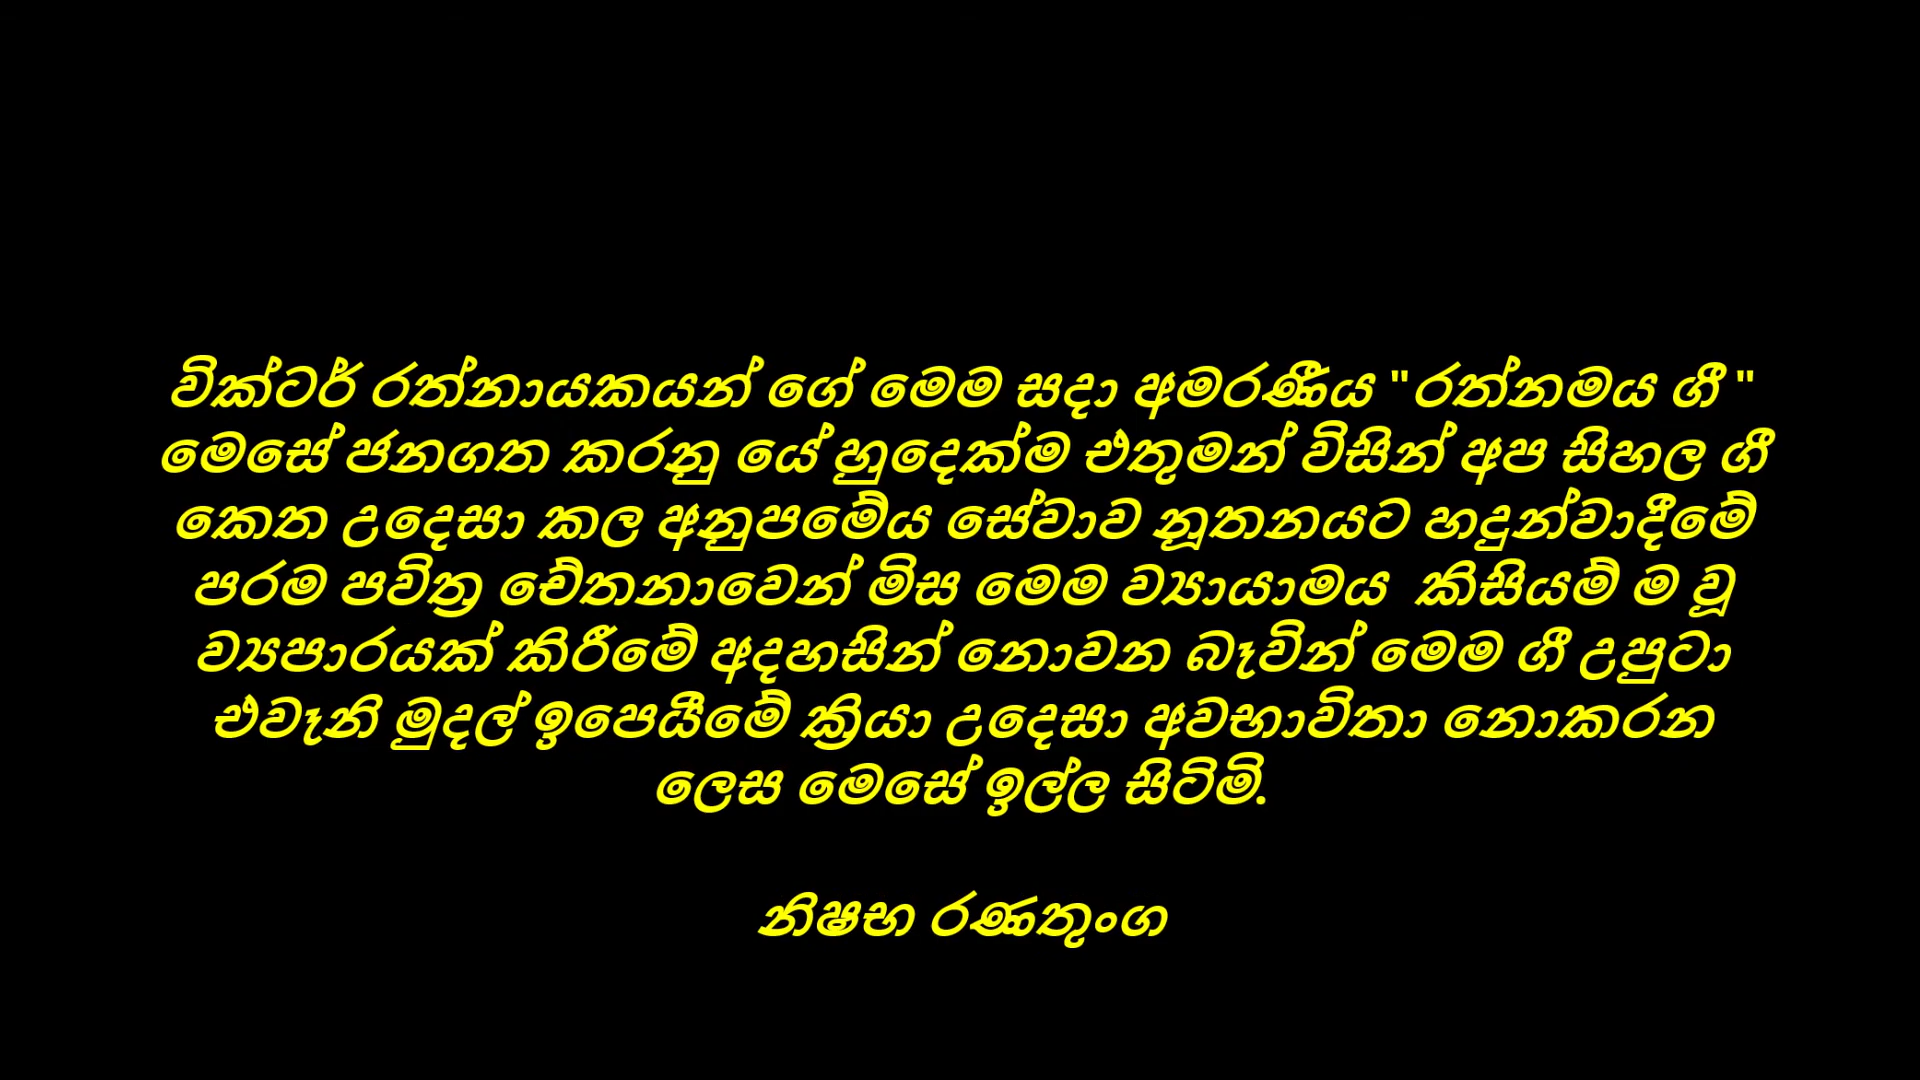 වික්ටර් රත්නායකයන් ගේ මෙම සදා අමරණීය "රත්නමය ගී "
මෙසේ ජනගත කරනු යේ හුදෙක්ම එතුමන් විසින් අප සිහල ගී
කෙත උදෙසා කල අනුපමේය සේවාව නූතනයට හදුන්වාදීමේ
පරම පවිත්‍ර චේතනාවෙන් මිස මෙම ව්‍යායාමය කිසියම් ම වූ
ව්‍යපාරයක් කිරීමේ අදහසින් නොවන බැවින් මෙම ගී උපුටා
එවැනි මුදල් ඉපෙයීමේ ක්‍රියා උදෙසා අවභාවිතා නොකරන
ලෙස මෙසේ ඉල්ල සිටිමි.
නිෂභ රණතුංග